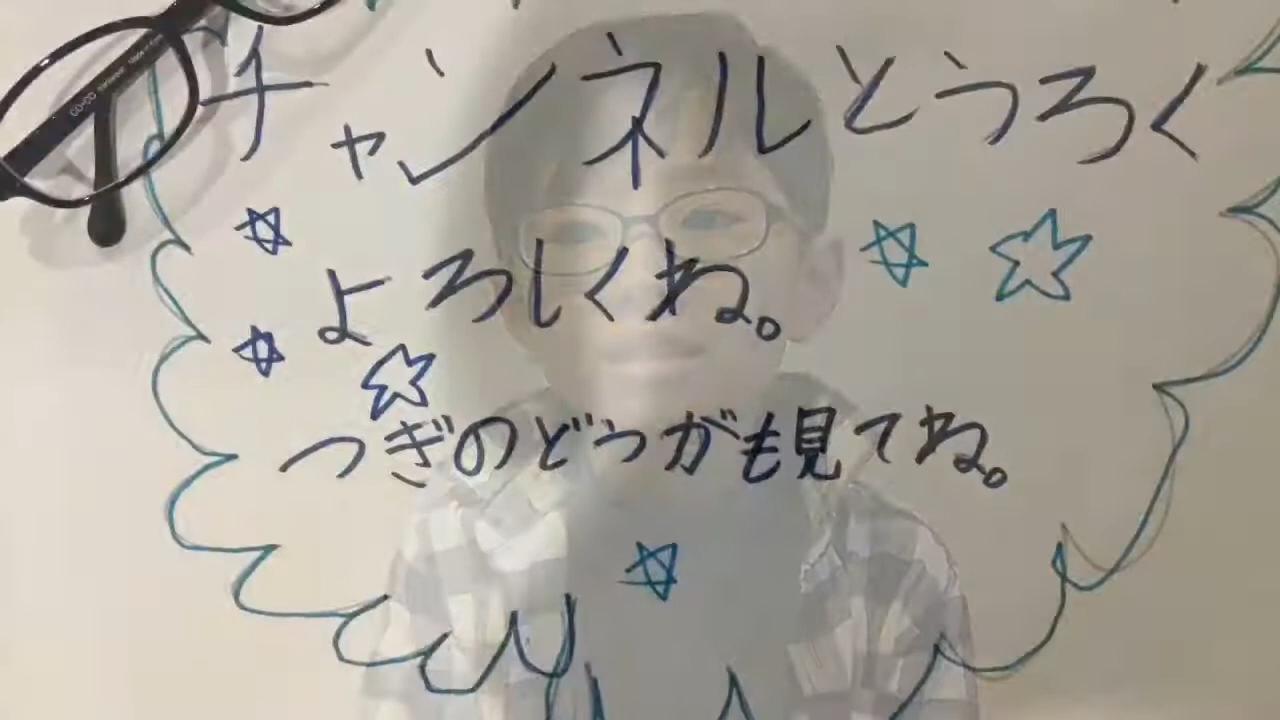 チャンネルとうろく
よろしくね。
つぎのどうがも見てね。